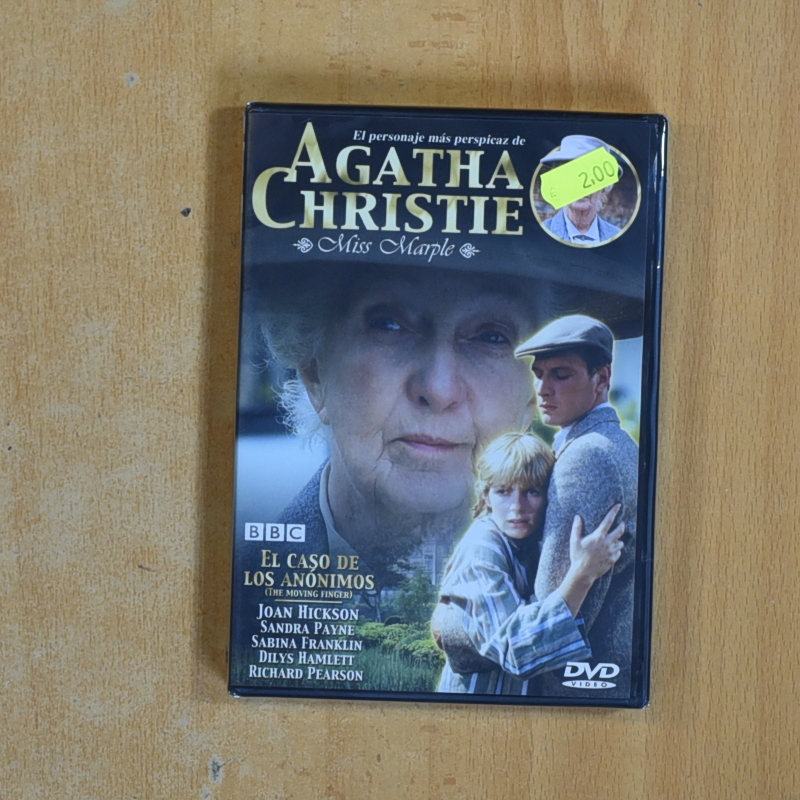 El personaje más perspicaz de
AGATHA
CHRISTIE
Miss Marple
€ 2,00
BBC
EL CASO DE
LOS ANÓNIMOS
(THE MOVING FINGER)
JOAN HICKSON
SANDRA PAYNE
SABINA FRANKLIN
DILYS HAMLETT
RICHARD PEARSON
DVD
VIDEO